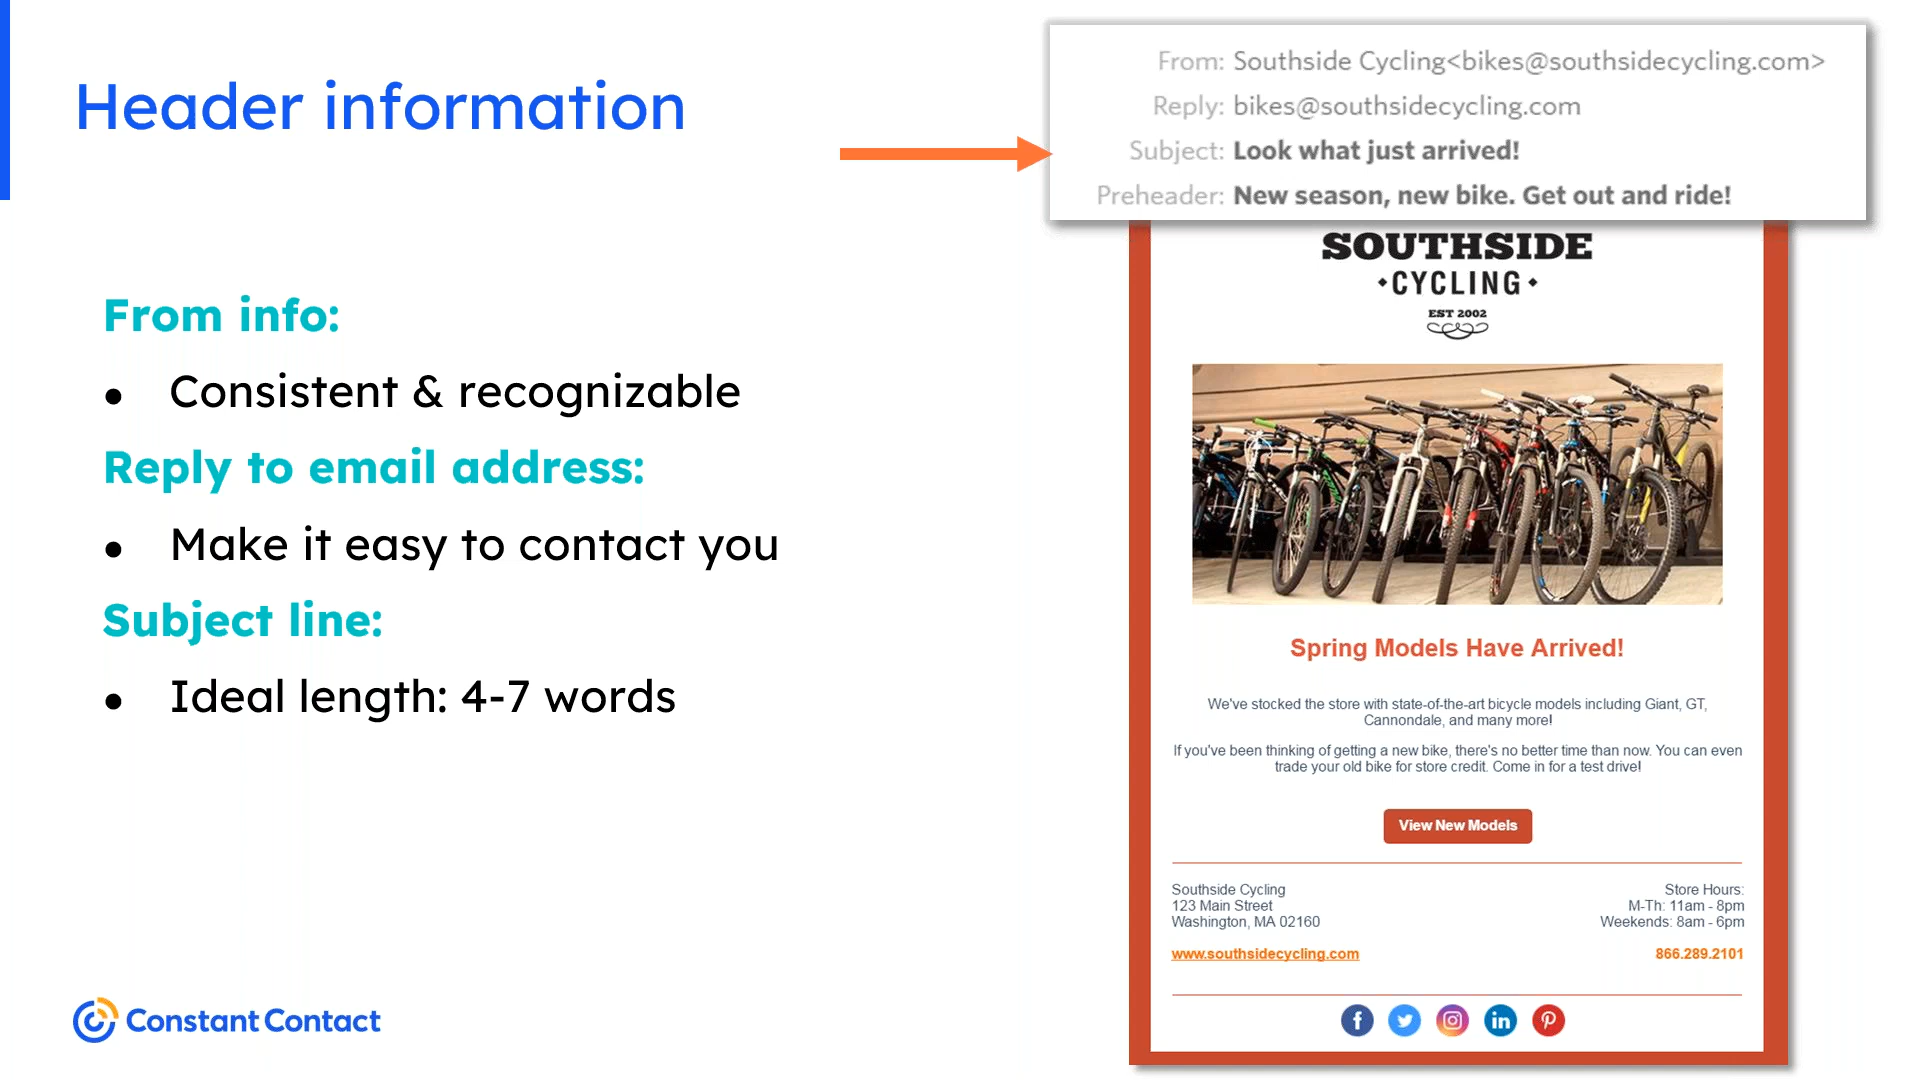 Header information
From info:
● Consistent & recognizable
Reply to email address:
● Make it easy to contact you
Subject line:
● Ideal length: 4-7 words
Constant Contact
From: Southside Cycling<bikes@southsidecycling.com>
Reply: bikes@southsidecycling.com
Subject: Look what just arrived!
Preheader: New season, new bike. Get out and ride!
SOUTHSIDE
CYCLING
EST 2002
Spring Models Have Arrived!
We've stocked the store with state-of-the-art bicycle models including Giant, GT,
Cannondale, and many more!
If you've been thinking of getting a new bike, there's no better time than now. You can even
trade your old bike for store credit. Come in for a test drive!
View New Models
Southside Cycling
123 Main Street
Washington, MA 02160
www.southsidecycling.com
Store Hours:
M-Th: 11am - 8pm
Weekends: 8am - 6pm
866.289.2101